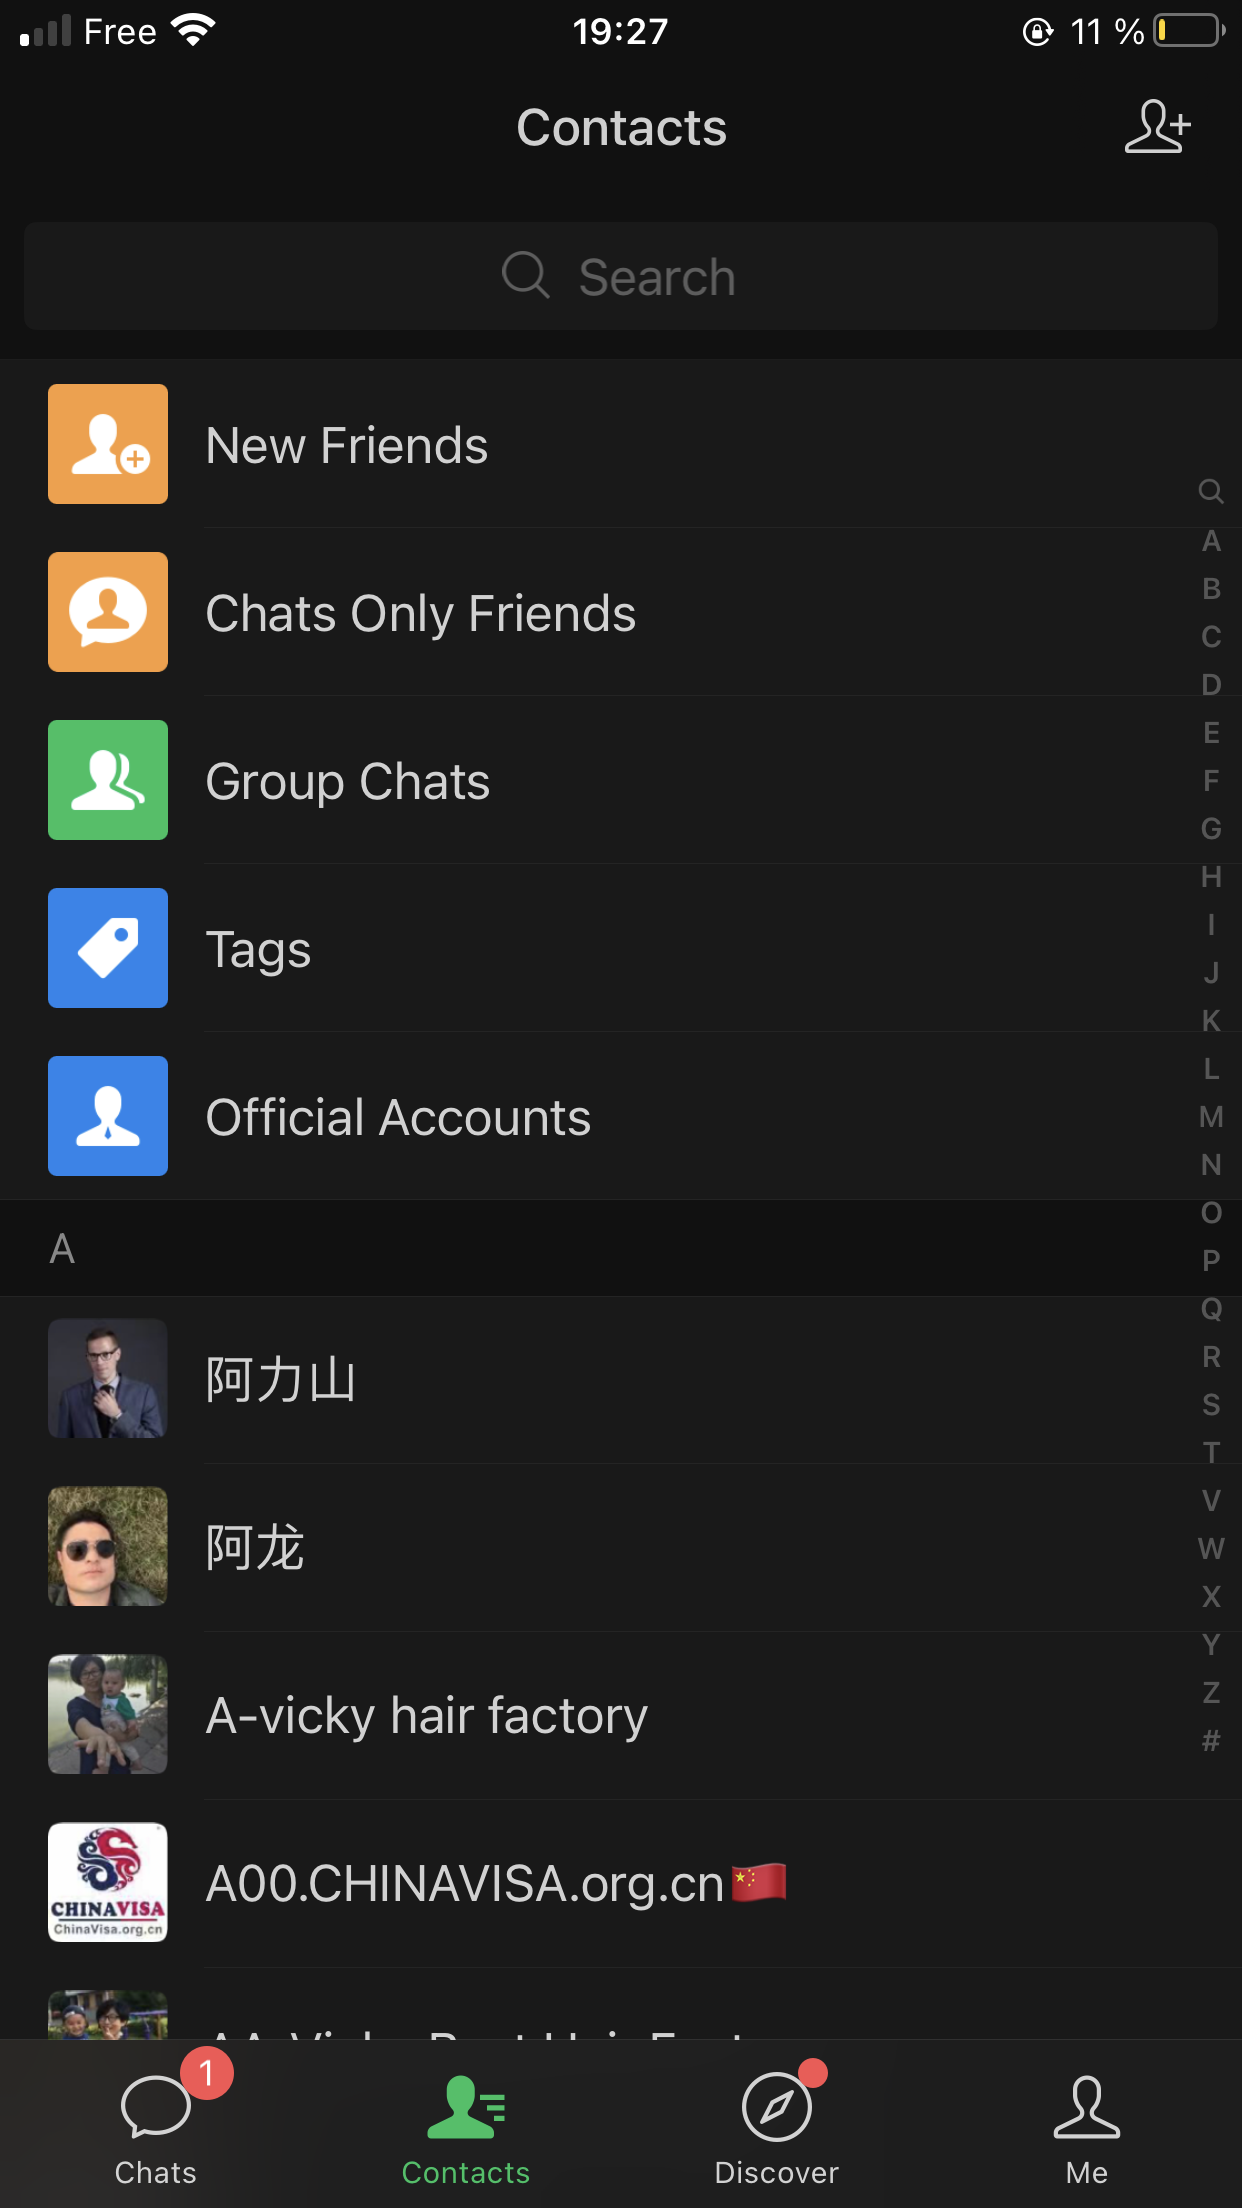 Free 19:27 11 %
Contacts
Search
New Friends
Chats Only Friends
Group Chats
Tags
Official Accounts
A
阿力山
阿龙
A-vicky hair factory
A00.CHINAVISA.org.cn🇨🇳
CHINAVISA
ChinaVisa.org.cn
A
B
C
D
E
F
G
H
I
J
K
L
M
N
O
P
Q
R
S
T
V
W
X
Y
Z
#
1
Chats Contacts Discover Me